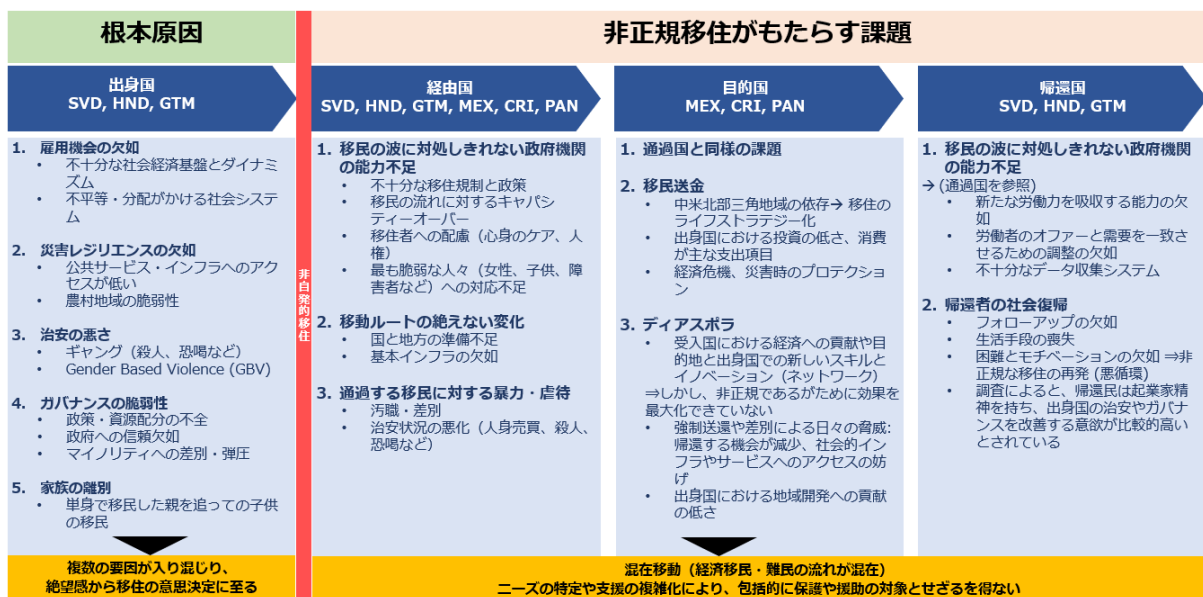 根本原因
非正規移住がもたらす課題
出身国
SVD, HND, GTM
1. 雇用機会の欠如
• 不十分な社会経済基盤とダイナミ
ズム
• 不平等・分配がかける社会システ
ム
2. 災害レジリエンスの欠如
• 公共サービス・インフラへのアク
セスが低い
• 農村地域の脆弱性
3. 治安の悪さ
• ギャング（殺人、恐喝など）
• Gender Based Violence (GBV)
4. ガバナンスの脆弱性
• 政策・資源配分の不全
• 政府への信頼欠如
• マイノリティへの差別・弾圧
5. 家族の離別
• 単身で移民した親を追っての子供
の移民
複数の要因が入り混じり、
絶望感から移住の意思決定に至る
非自発的移住
経由国
SVD, HND, GTM, MEX, CRI, PAN
1. 移民の波に対処しきれない政府機関
の能力不足
• 不十分な移住規制と政策
• 移民の流れに対するキャパシ
ティーオーバー
• 移住者への配慮（心身のケア、人
権）
• 最も脆弱な人々（女性、子供、障
害者など）への対応不足
2. 移動ルートの絶えない変化
• 国と地方の準備不足
• 基本インフラの欠如
3. 通過する移民に対する暴力・虐待
• 汚職・差別
• 治安状況の悪化（人身売買、殺人、
恐喝など）
目的国
MEX, CRI, PAN
1. 通過国と同様の課題
2. 移民送金
• 中米北部三角地域の依存→ 移住の
ライフストラテジー化
• 出身国における投資の低さ、消費
が主な支出項目
• 経済危機、災害時のプロテクショ
ン
3. ディアスポラ
• 受入国における経済への貢献や目
的地と出身国での新しいスキルと
イノベーション（ネットワーク）
⇒しかし、非正規であるがために効果を
最大化できていない
• 強制送還や差別による日々の脅威:
帰還する機会が減少、社会的イン
フラやサービスへのアクセスの妨
げ
• 出身国における地域開発への貢献
の低さ
帰還国
SVD, HND, GTM
1. 移民の波に対処しきれない政府機関
の能力不足
→ (通過国を参照)
• 新たな労働力を吸収する能力の欠
如
• 労働者のオファーと需要を一致さ
せるための調整の欠如
• 不十分なデータ収集システム
2. 帰還者の社会復帰
• フォローアップの欠如
• 生活手段の喪失
• 困難とモチベーションの欠如 ⇒非
正規な移住の再発 (悪循環)
• 調査によると、帰還民は起業家精
神を持ち、出身国の治安やガバナ
ンスを改善する意欲が比較的高い
とされている
混在移動（経済移民・難民の流れが混在）
ニーズの特定や支援の複雑化により、包括的に保護や援助の対象とせざるを得ない